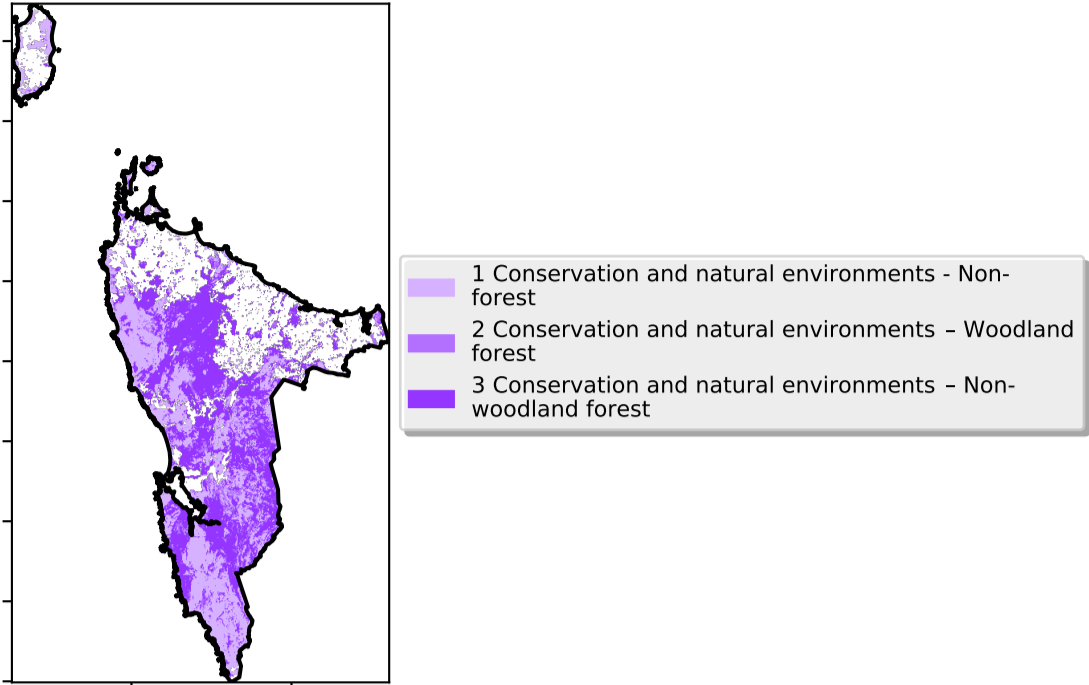 1 Conservation and natural environments - Non-
forest
2 Conservation and natural environments – Woodland
forest
3 Conservation and natural environments – Non-
woodland forest